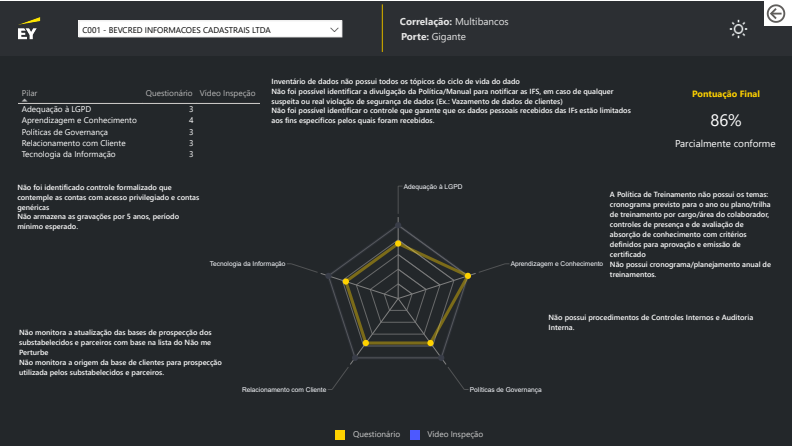 EY
C001 - BEVCRED INFORMACOES CADASTRAIS LTDA
Correlação: Multibancos
Porte: Gigante
Pilar Questionário Vídeo Inspeção
Adequação à LGPD 3
Aprendizagem e Conhecimento 4
Políticas de Governança 3
Relacionamento com Cliente 3
Tecnologia da Informação 3
Inventário de dados não possui todos os tópicos do ciclo de vida do dado
Não foi possível identificar a divulgação da Política/Manual para notificar as IFS, em caso de qualquer
suspeita ou real violação de segurança de dados (Ex.: Vazamento de dados de clientes)
Não foi possível identificar o controle que garante que os dados pessoais recebidos das IFs estão limitados
aos fins específicos pelos quais foram recebidos.
Pontuação Final
86%
Parcialmente conforme
Não foi identificado controle formalizado que
contemple as contas com acesso privilegiado e contas
genéricas
Não armazena as gravações por 5 anos, período
mínimo esperado.
Adequação à LGPD
A Política de Treinamento não possui os temas:
cronograma previsto para o ano ou plano/trilha
de treinamento por cargo/área do colaborador,
controles de presença e de avaliação de
absorção de conhecimento com critérios
definidos para aprovação e emissão de
certificado
Não possui cronograma/planejamento anual de
treinamentos.
Tecnologia da Informação
Aprendizagem e Conhecimento
Não possui procedimentos de Controles Internos e Auditoria
Interna.
Não monitora a atualização das bases de prospecção dos
substabelecidos e parceiros com base na lista do Não me
Perturbe
Não monitora a origem da base de clientes para prospecção
utilizada pelos substabelecidos e parceiros.
Relacionamento com Cliente
Políticas de Governança
Questionário
Vídeo Inspeção